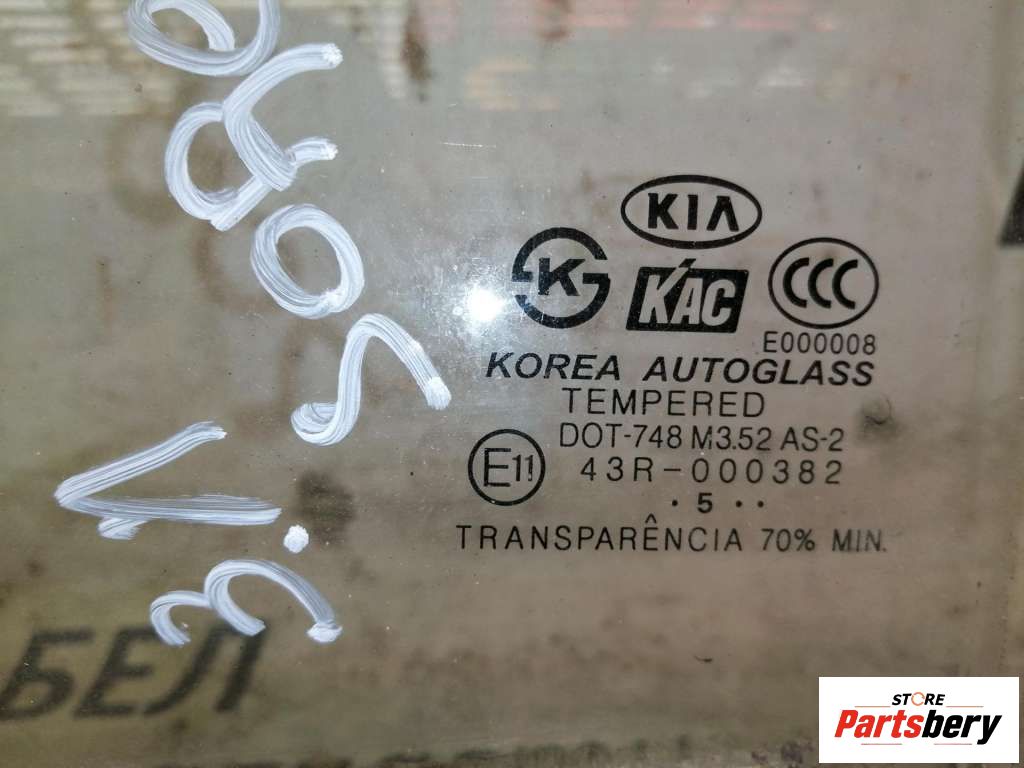 KIA
K
KAC
CCC
E000008
KOREA AUTOGLASS
TEMPERED
DOT-748 M3.52 AS-2
E11
43R-000382
· 5 · ·
TRANSPARÊNCIA 70% MIN.
БЕЛ
STORE
Partsbery